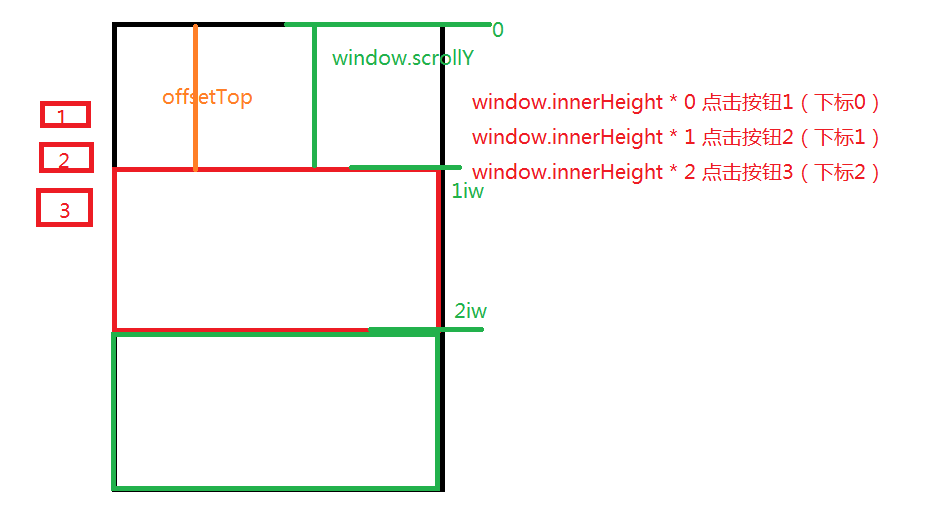 0
window.scrollY
offsetTop
window.innerHeight * 0 点击按钮1（下标0）
1
window.innerHeight * 1 点击按钮2（下标1）
2
window.innerHeight * 2 点击按钮3（下标2）
1iw
3
2iw